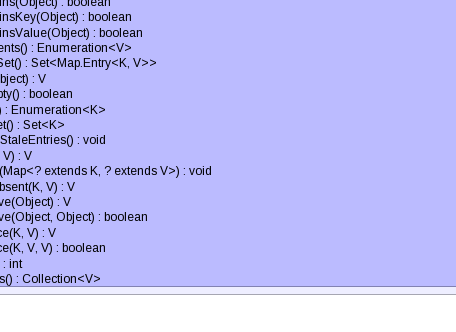 ins(Object) : boolean
insKey(Object) : boolean
insValue(Object) : boolean
ents() : Enumeration<V>
Set() : Set<Map.Entry<K, V>>
bject) : V
pty() : boolean
) : Enumeration<K>
et() : Set<K>
StaleEntries() : void
V) : V
(Map<? extends K, ? extends V>) : void
bsent(K, V) : V
ve(Object) : V
ve(Object, Object) : boolean
ce(K, V) : V
ce(K, V, V) : boolean
: int
s() : Collection<V>